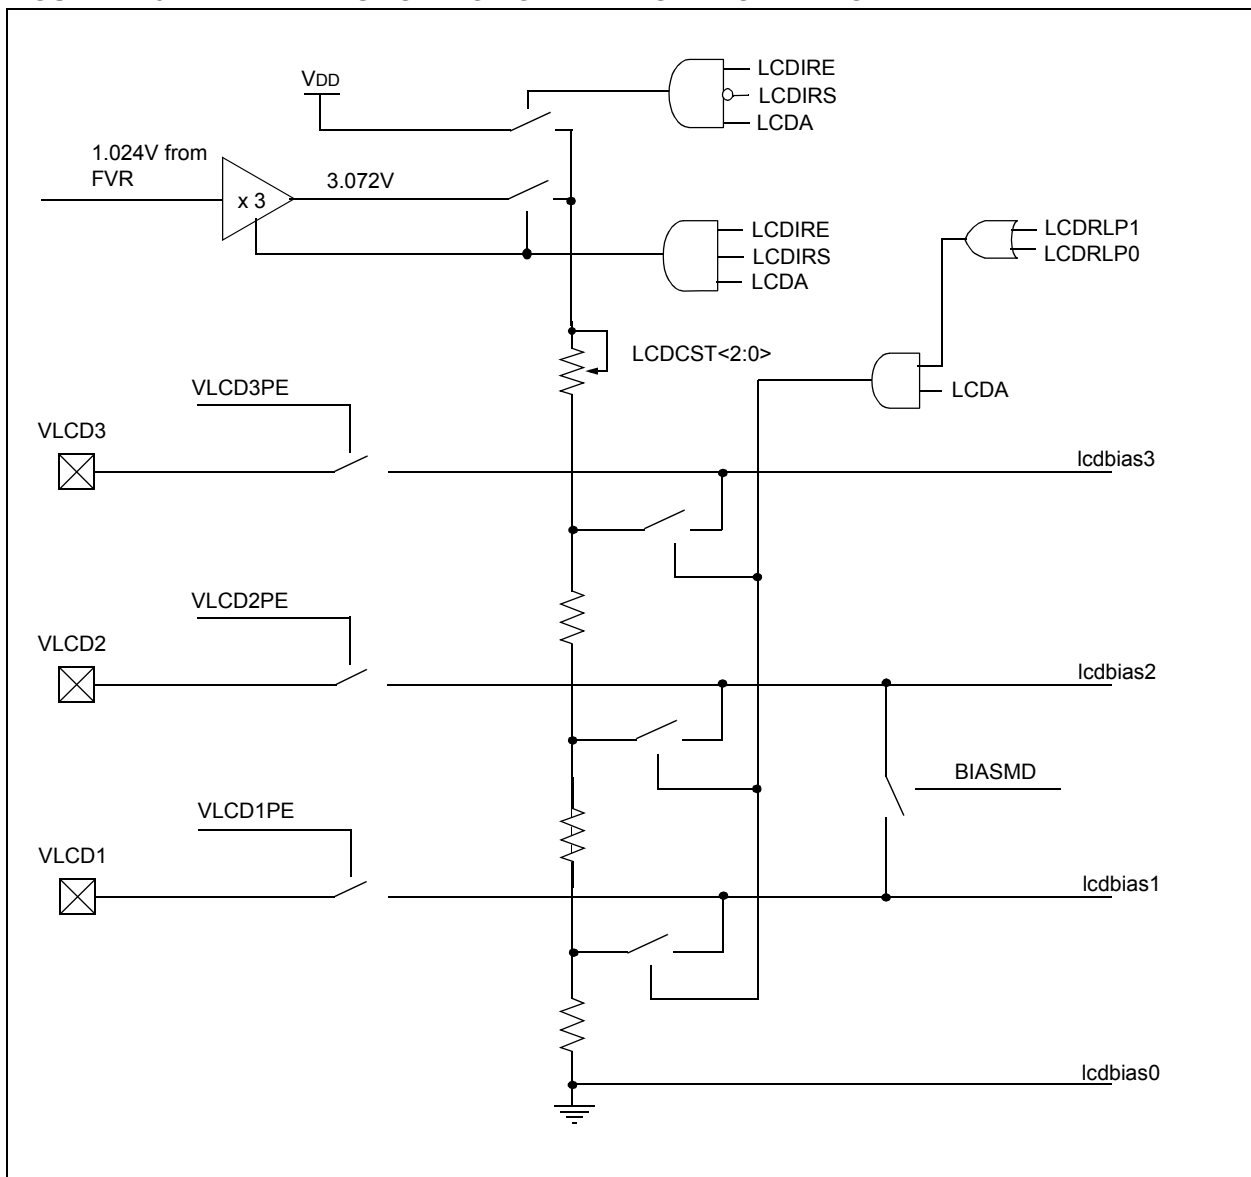 VDD
LCDIRE
LCDIRS
LCDA
1.024V from
FVR
x 3
3.072V
LCDIRE
LCDIRS
LCDA
LCDRLP1
LCDRLP0
LCDCST<2:0>
LCDA
VLCD3PE
VLCD3
lcdbias3
VLCD2PE
VLCD2
lcdbias2
BIASMD
VLCD1PE
VLCD1
lcdbias1
lcdbias0